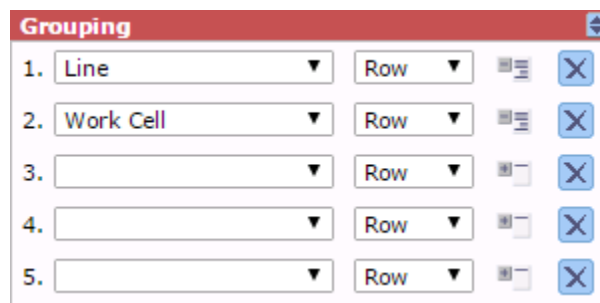 Grouping
1. Line Row
2. Work Cell Row
3. Row
4. Row
5. Row